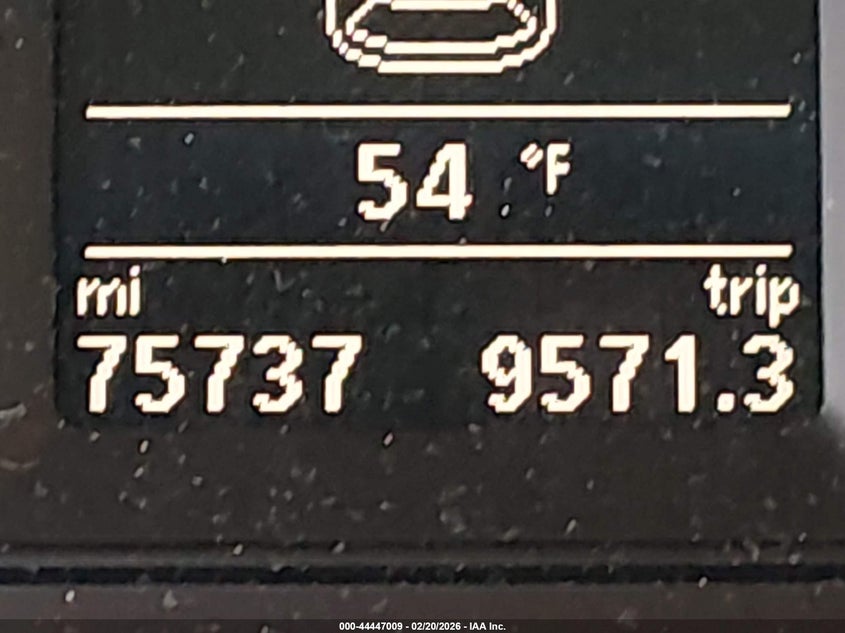 54 °F
mi trip
75737 9571.3
000-44447009 - 02/20/2026 - IAA Inc.